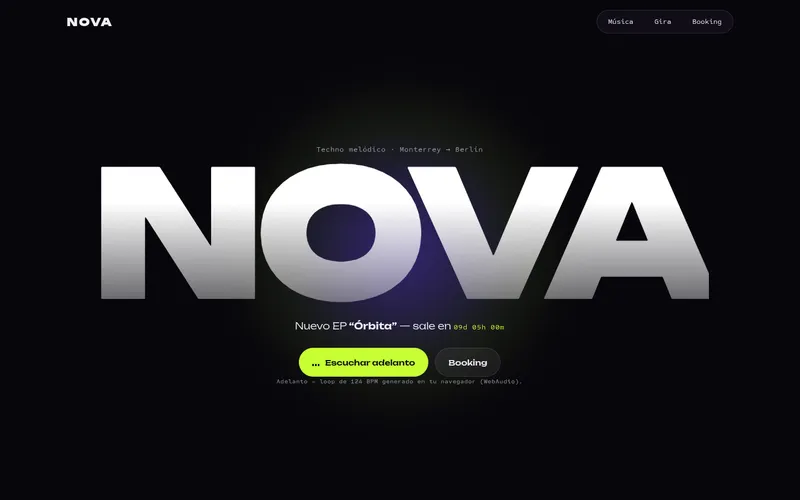 NOVA
Música Gira Booking
Techno melódico · Monterrey → Berlín
NOVA
Nuevo EP “Órbita” — sale en 09d 05h 00m
… Escuchar adelanto Booking
Adelanto — loop de 124 BPM generado en tu navegador (WebAudio).